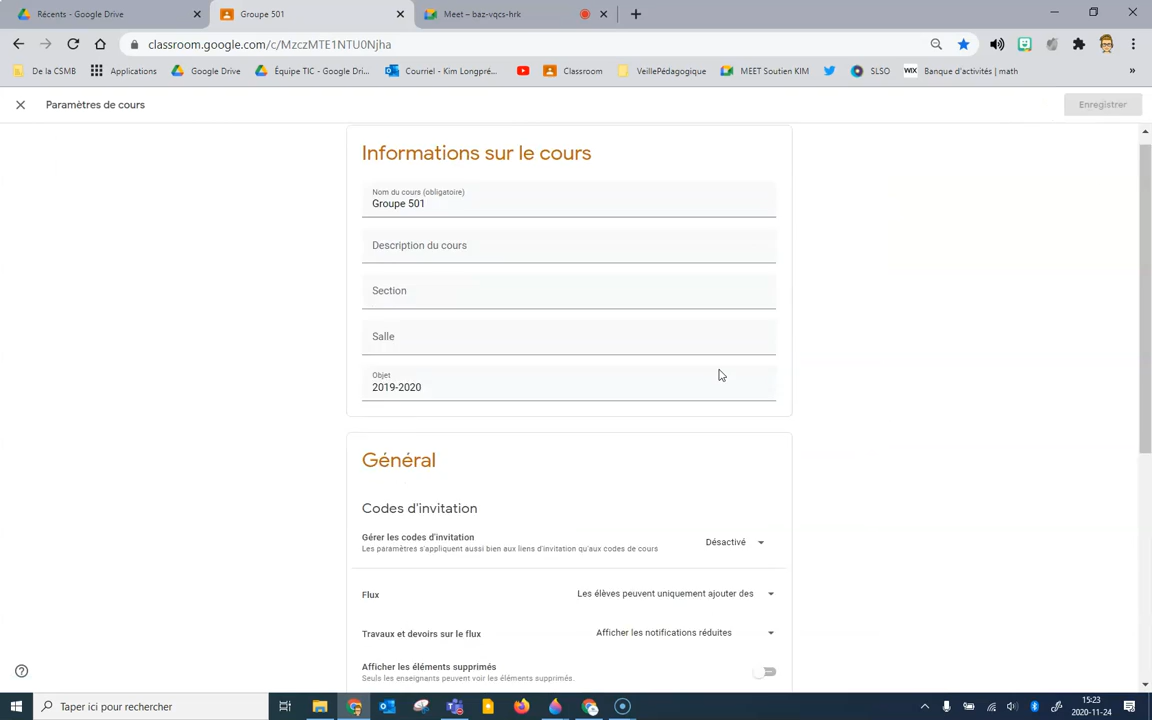 Récents - Google Drive
Groupe 501
Meet – baz-vqcs-hrk
classroom.google.com/c/MzczMTE1NTU0Njha
De la CSMB
Applications
Google Drive
Équipe TIC - Google Dri...
Courriel - Kim Longpré...
Classroom
VeillePédagogique
MEET Soutien KIM
SLSO
WIX
Banque d'activités | math
»
Paramètres de cours
Enregistrer
Informations sur le cours
Nom du cours (obligatoire)
Groupe 501
Description du cours
Section
Salle
Objet
2019-2020
Général
Codes d'invitation
Gérer les codes d'invitation
Les paramètres s'appliquent aussi bien aux liens d'invitation qu'aux codes de cours
Désactivé
Flux
Les élèves peuvent uniquement ajouter des
Travaux et devoirs sur le flux
Afficher les notifications réduites
Afficher les éléments supprimés
Seuls les enseignants peuvent voir les éléments supprimés.
Taper ici pour rechercher
15:23
2020-11-24